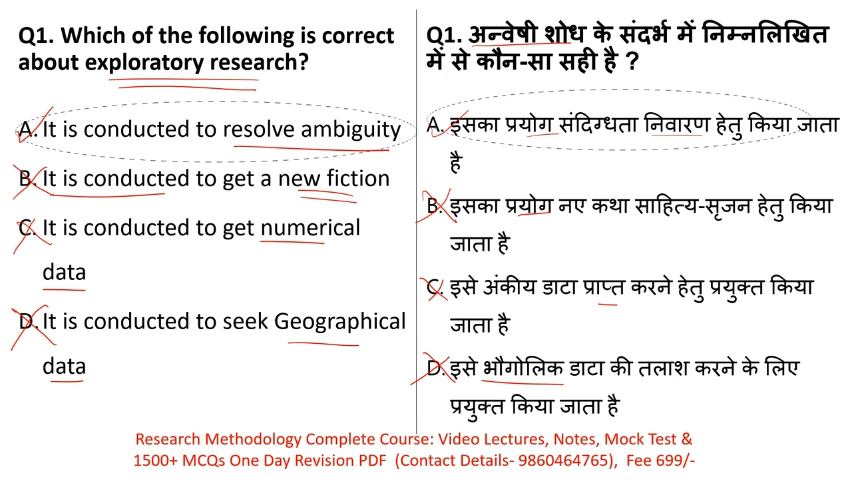 Q1. Which of the following is correct
about exploratory research?
A. It is conducted to resolve ambiguity
B. It is conducted to get a new fiction
C. It is conducted to get numerical
data
D. It is conducted to seek Geographical
data
Q1. अन्वेषी शोध के संदर्भ में निम्नलिखित
में से कौन-सा सही है ?
A. इसका प्रयोग संदिग्धता निवारण हेतु किया जाता
है
B. इसका प्रयोग नए कथा साहित्य-सृजन हेतु किया
जाता है
C. इसे अंकीय डाटा प्राप्त करने हेतु प्रयुक्त किया
जाता है
D. इसे भौगोलिक डाटा की तलाश करने के लिए
प्रयुक्त किया जाता है
Research Methodology Complete Course: Video Lectures, Notes, Mock Test &
1500+ MCQs One Day Revision PDF (Contact Details- 9860464765), Fee 699/-